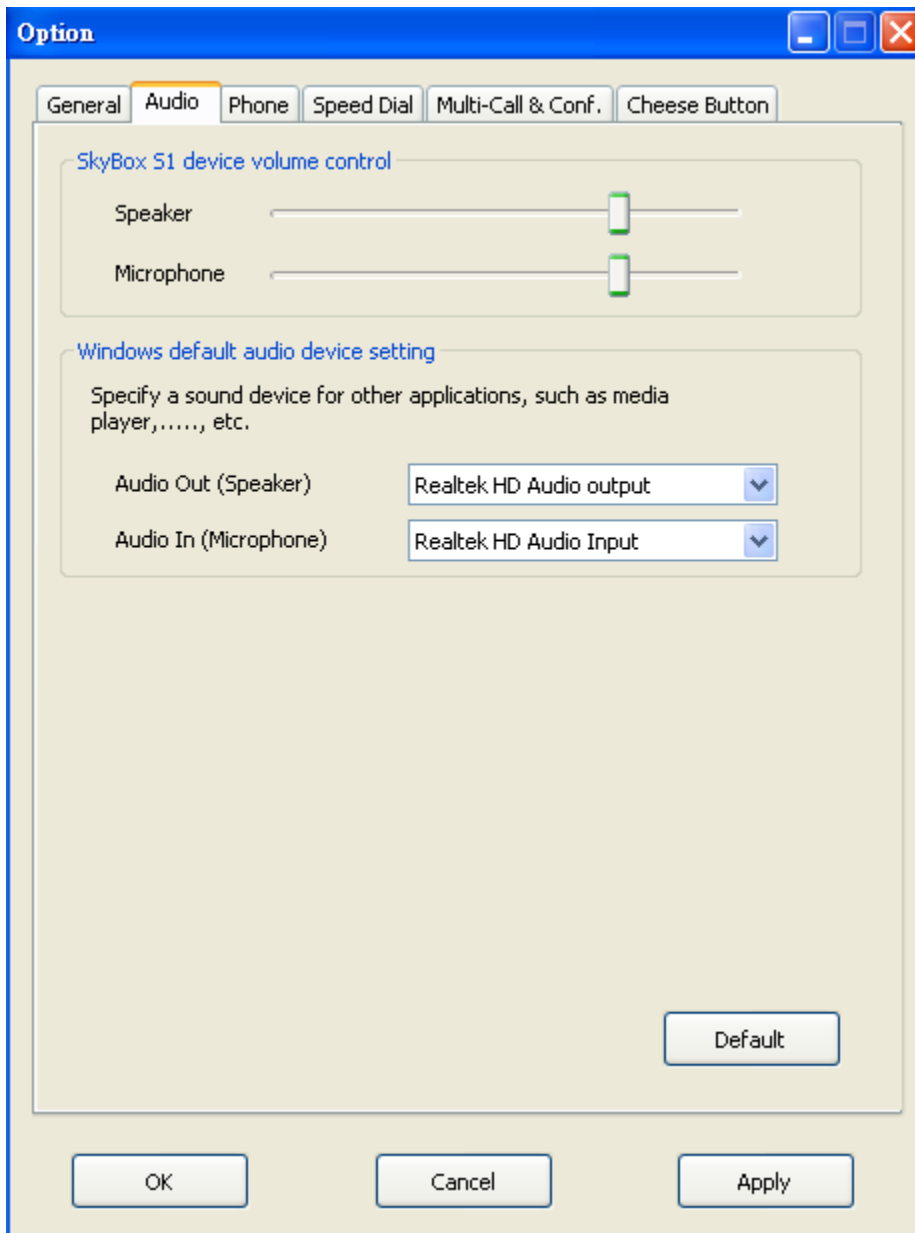 Option
General Audio Phone Speed Dial Multi-Call & Conf. Cheese Button
SkyBox S1 device volume control
Speaker
Microphone
Windows default audio device setting
Specify a sound device for other applications, such as media
player,....., etc.
Audio Out (Speaker) Realtek HD Audio output
Audio In (Microphone) Realtek HD Audio Input
Default
OK Cancel Apply